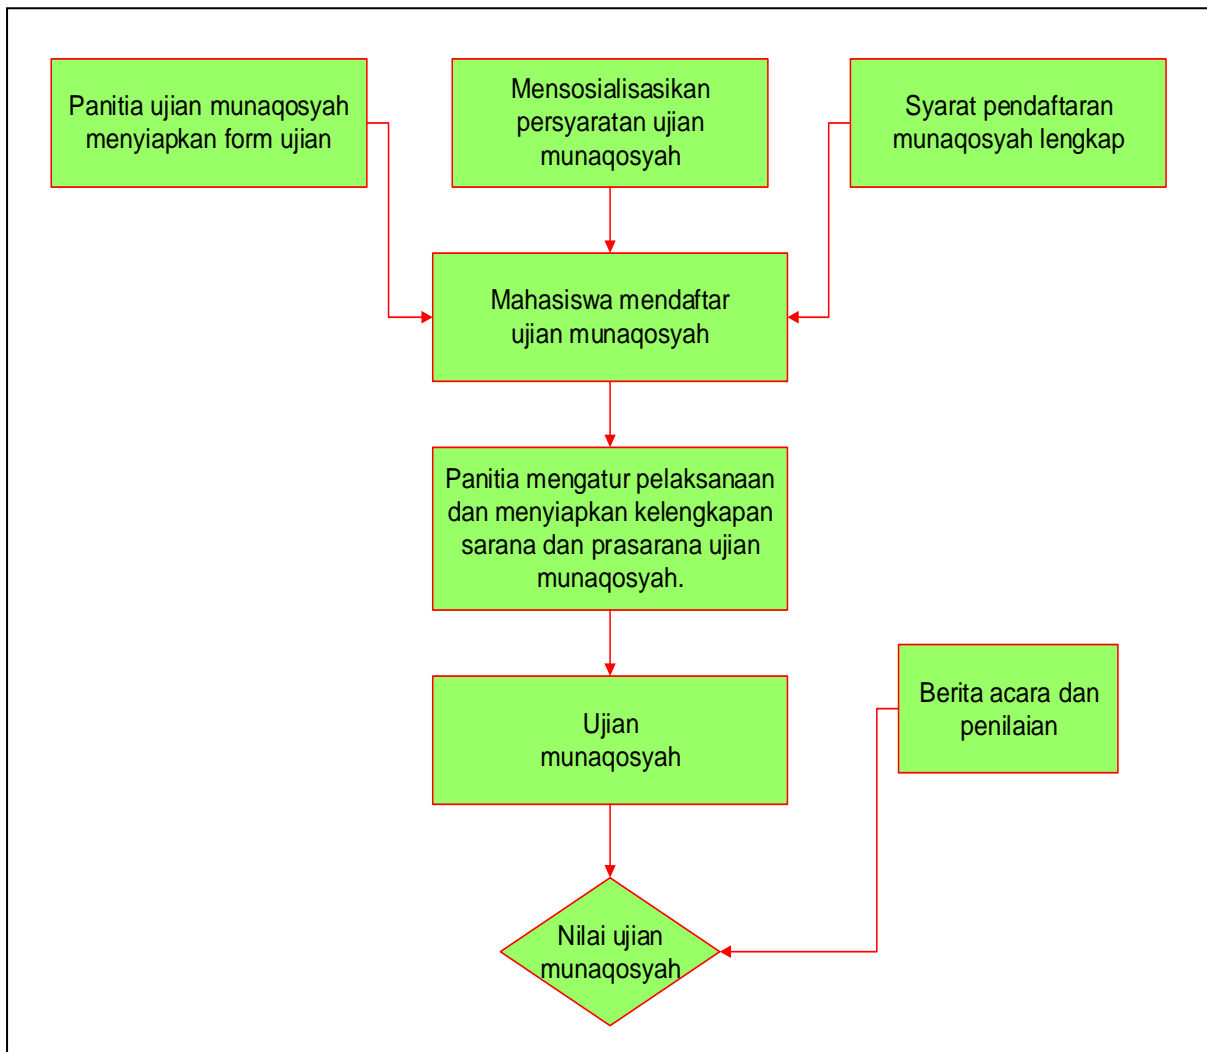 Panitia ujian munaqosyah
menyiapkan form ujian
Mensosialisasikan
persyaratan ujian
munaqosyah
Syarat pendaftaran
munaqosyah lengkap
Mahasiswa mendaftar
ujian munaqosyah
Panitia mengatur pelaksanaan
dan menyiapkan kelengkapan
sarana dan prasarana ujian
munaqosyah.
Ujian
munaqosyah
Berita acara dan
penilaian
Nilai ujian
munaqosyah